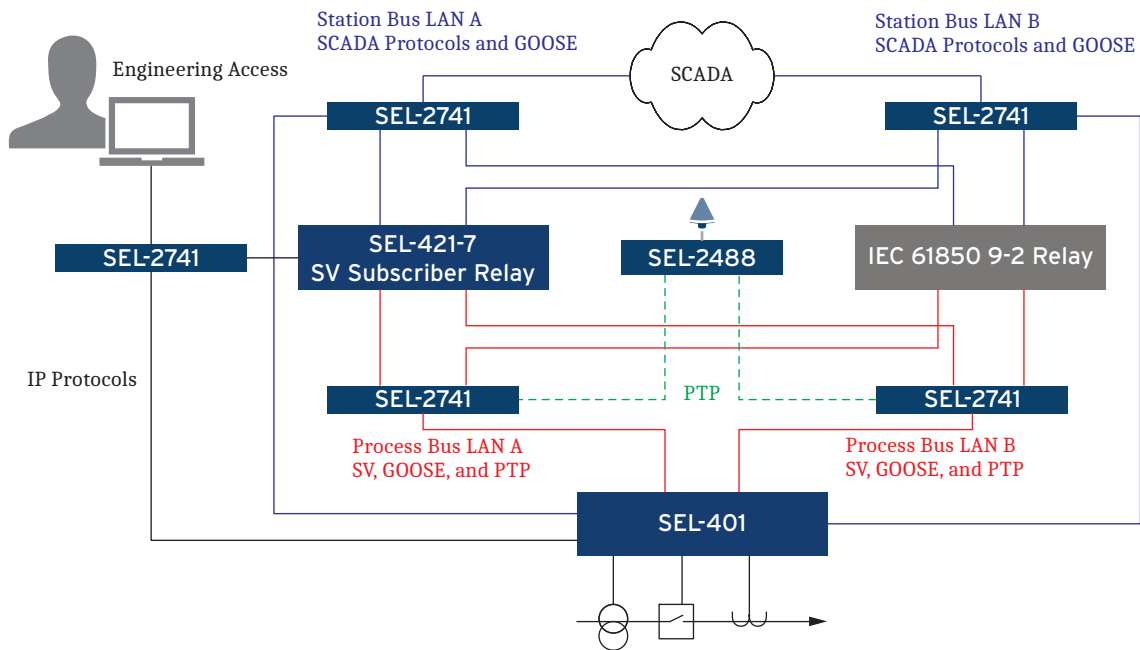 Station Bus LAN A
SCADA Protocols and GOOSE
Station Bus LAN B
SCADA Protocols and GOOSE
Engineering Access
SCADA
SEL-2741
SEL-2741
SEL-2741
SEL-421-7
SV Subscriber Relay
SEL-2488
IEC 61850 9-2 Relay
IP Protocols
SEL-2741
PTP
SEL-2741
Process Bus LAN A
SV, GOOSE, and PTP
Process Bus LAN B
SV, GOOSE, and PTP
SEL-401